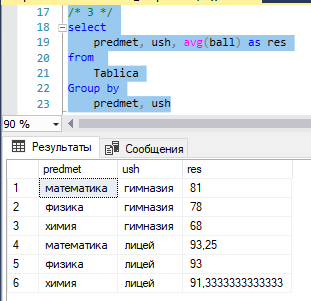 17 /* 3 */
18 select
19 predmet, ush, avg(ball) as res
20 from
21 Tablica
22 Group by
23 predmet, ush
90 %
Результаты Сообщения
predmet ush res
1 математика гимназия 81
2 физика гимназия 78
3 химия гимназия 68
4 математика лицей 93,25
5 физика лицей 93
6 химия лицей 91,3333333333333